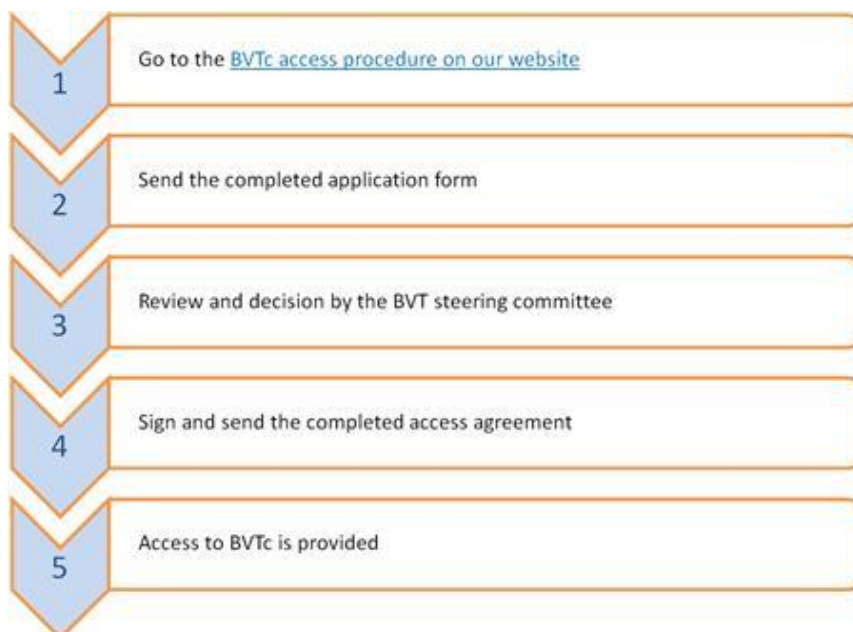 1
Go to the BVTc access procedure on our website
2
Send the completed application form
3
Review and decision by the BVT steering committee
4
Sign and send the completed access agreement
5
Access to BVTc is provided